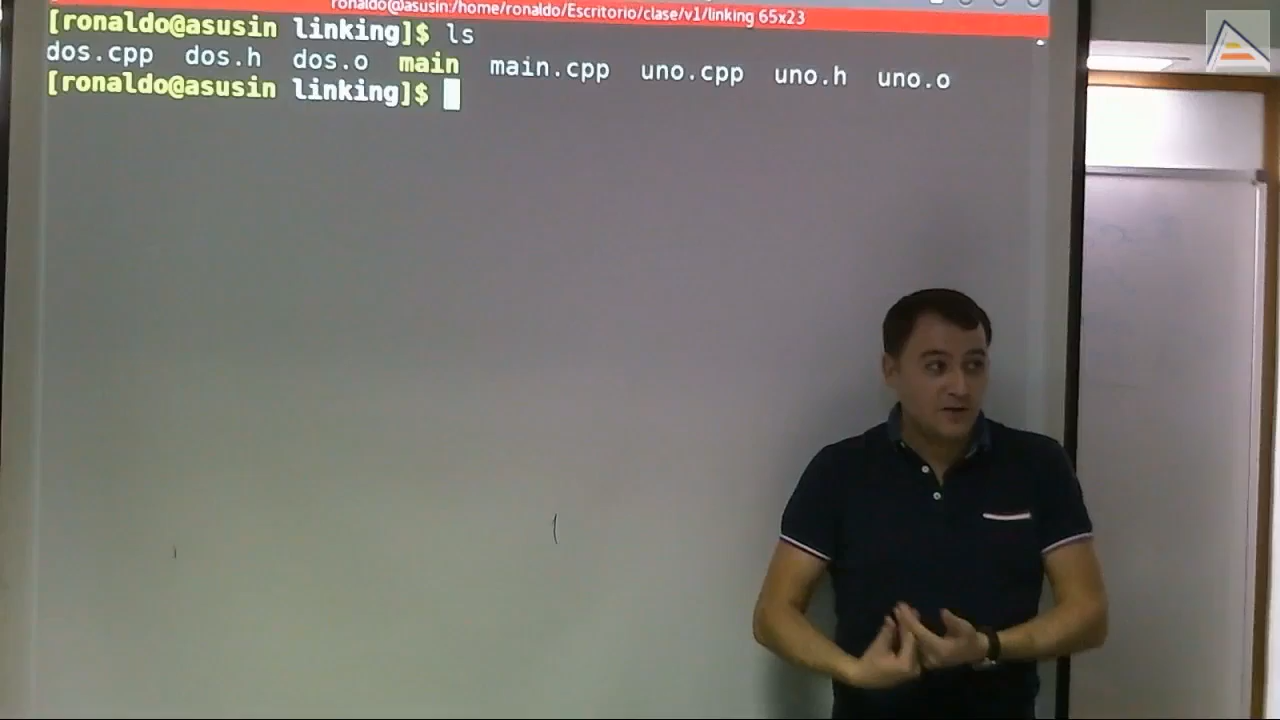 ronaldo@asusin:/home/ronaldo/Escritorio/clase/v1/linking 65x23
[ronaldo@asusin linking]$ ls
dos.cpp dos.h dos.o main main.cpp uno.cpp uno.h uno.o
[ronaldo@asusin linking]$